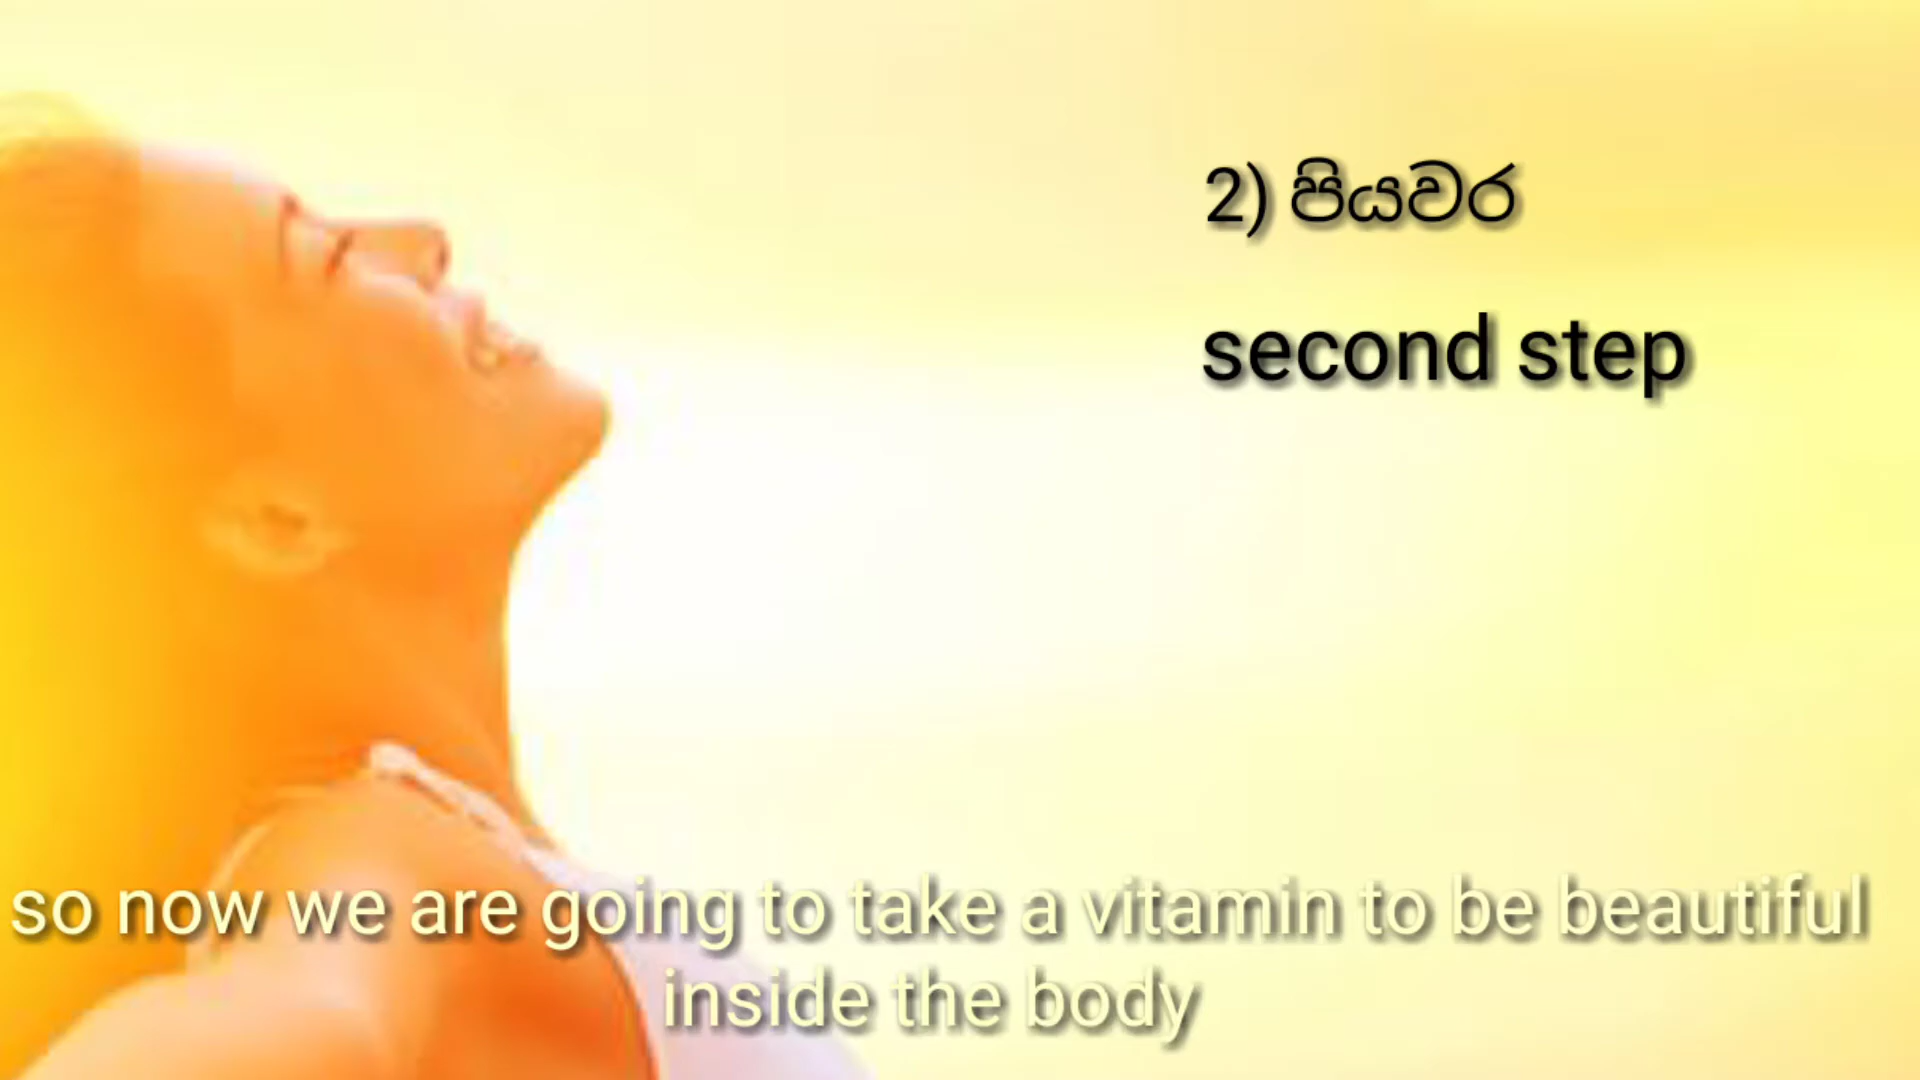 2) පියවර
second step
so now we are going to take a vitamin to be beautiful
inside the body